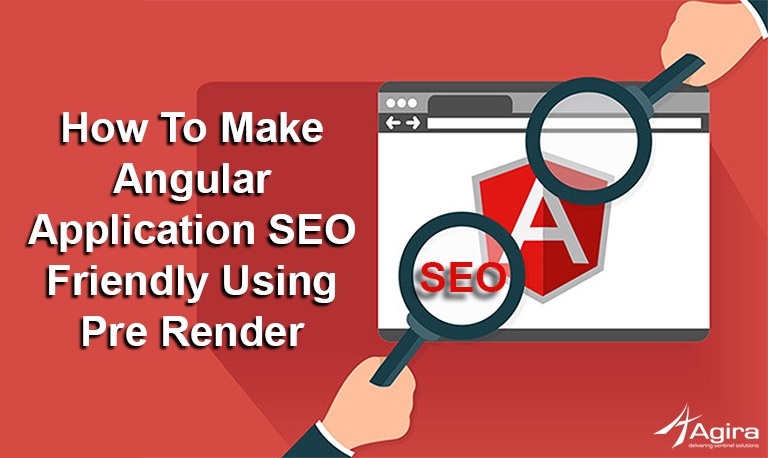 How To Make
Angular
Application SEO
Friendly Using
Pre Render
A
SEO
Agira
delivering sentinel solutions